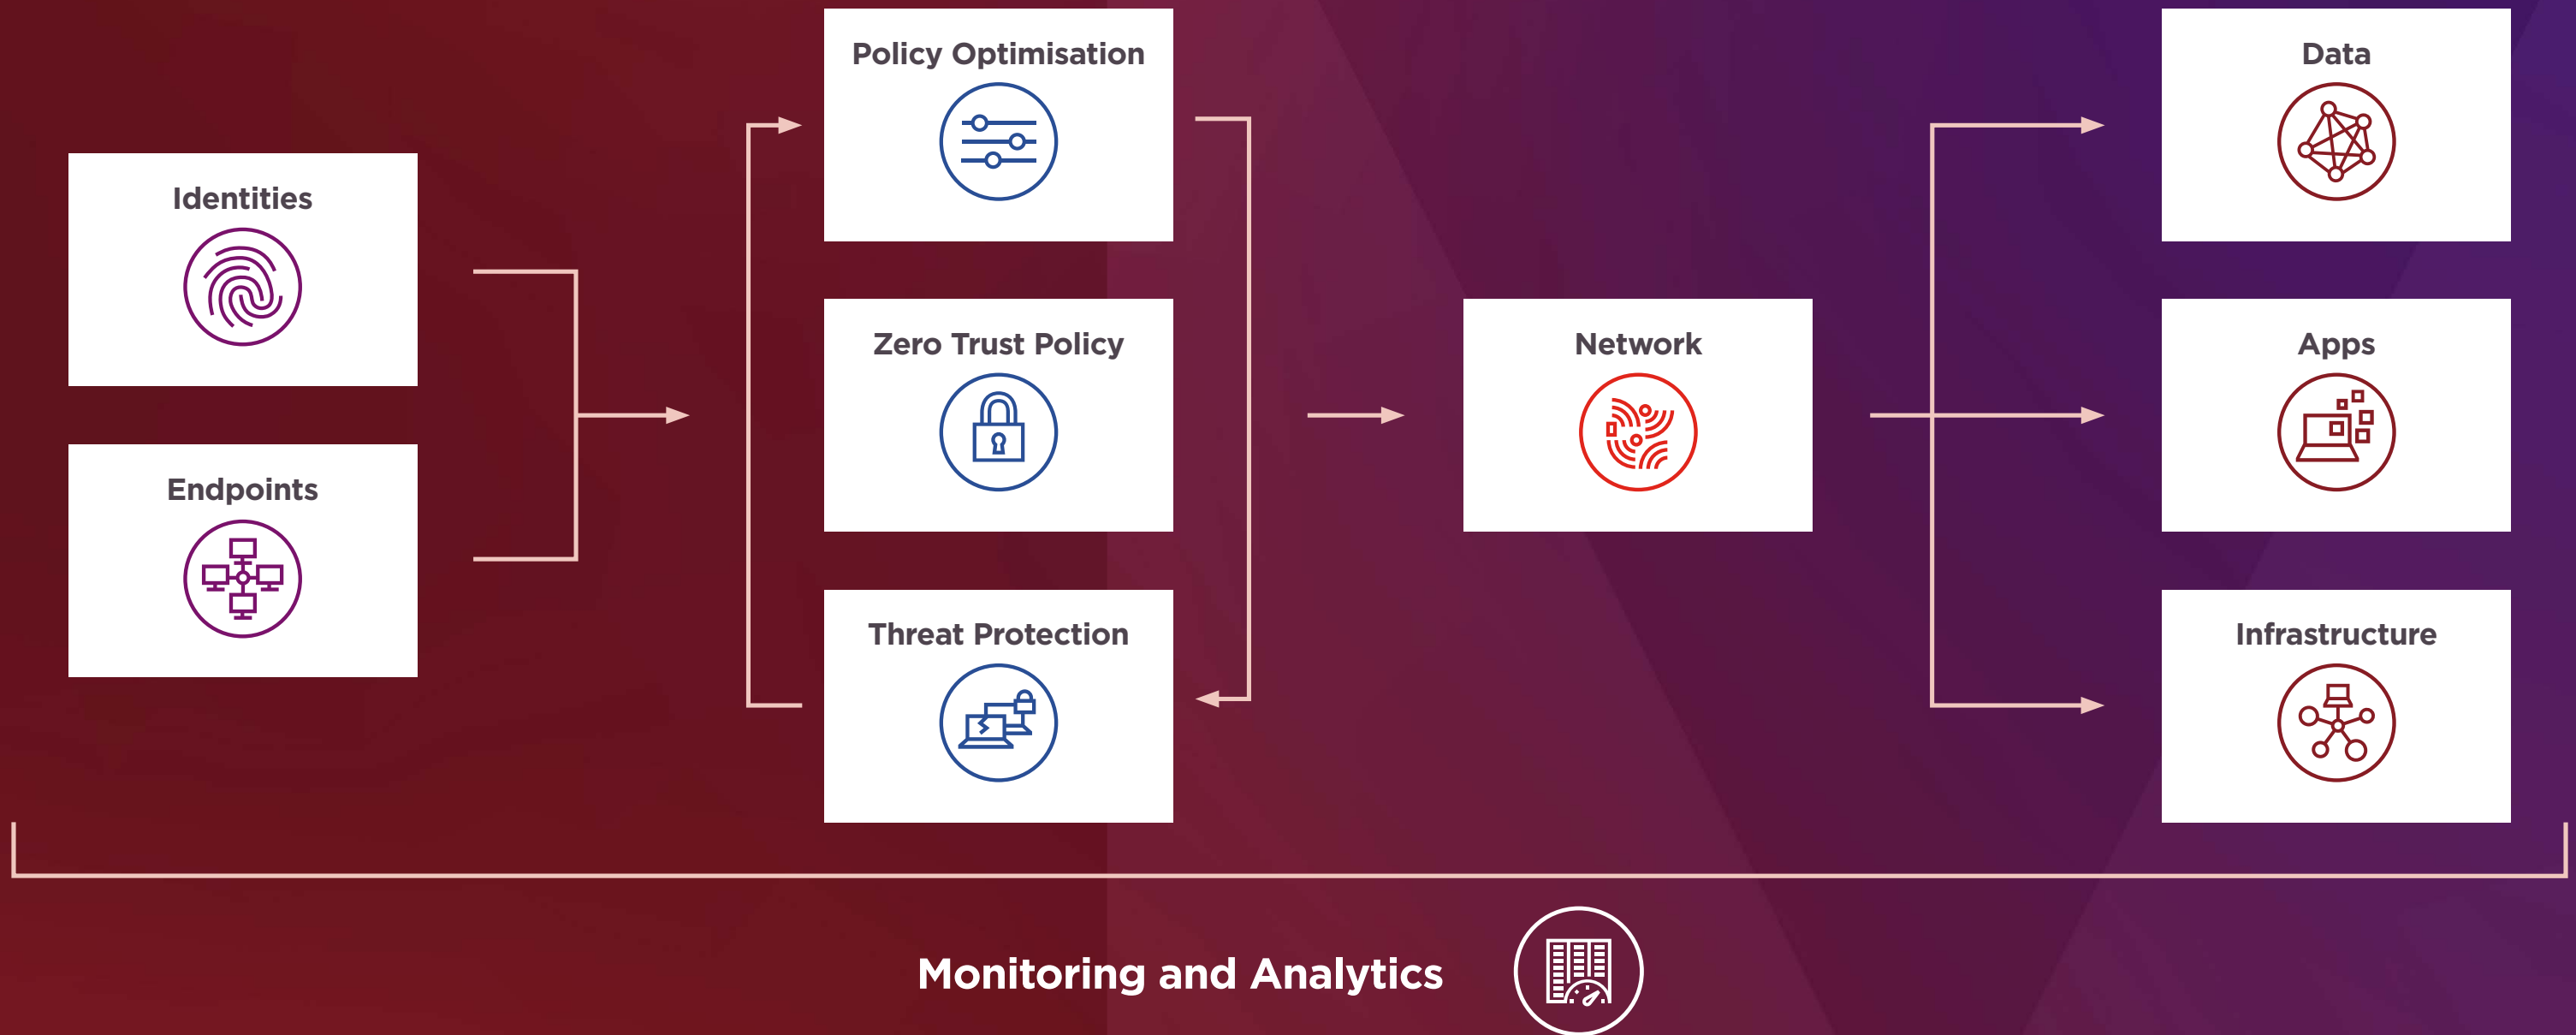 Identities
Endpoints
Policy Optimisation
Zero Trust Policy
Threat Protection
Network
Data
Apps
Infrastructure
Monitoring and Analytics